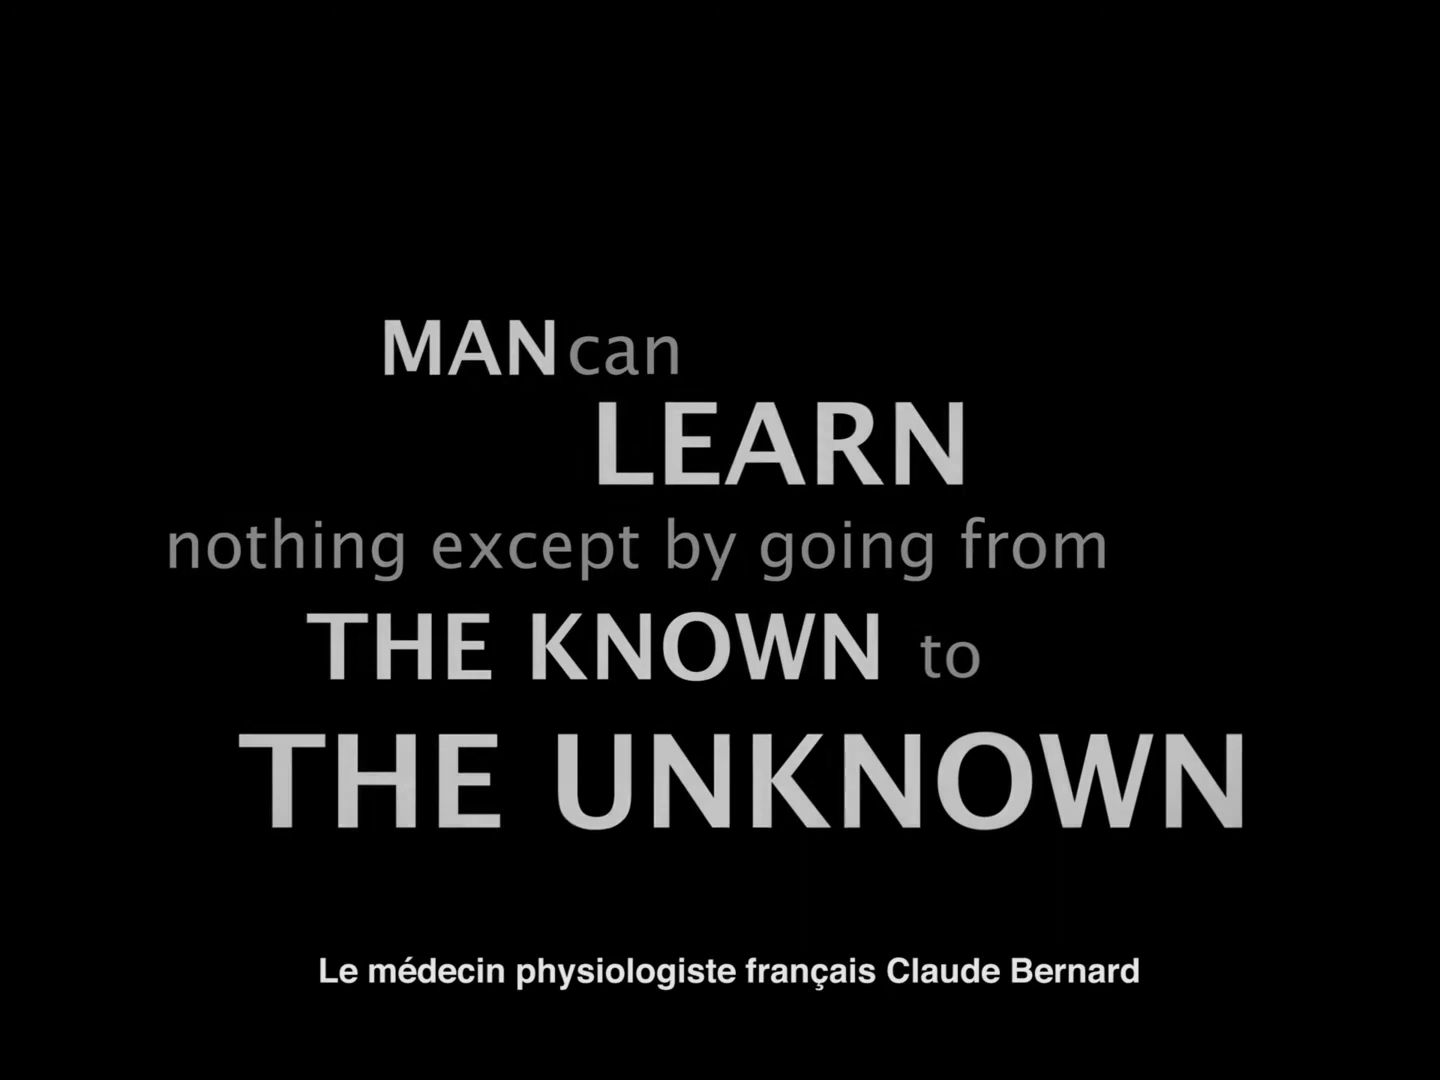 MAN can
LEARN
nothing except by going from
THE KNOWN to
THE UNKNOWN
Le médecin physiologiste français Claude Bernard